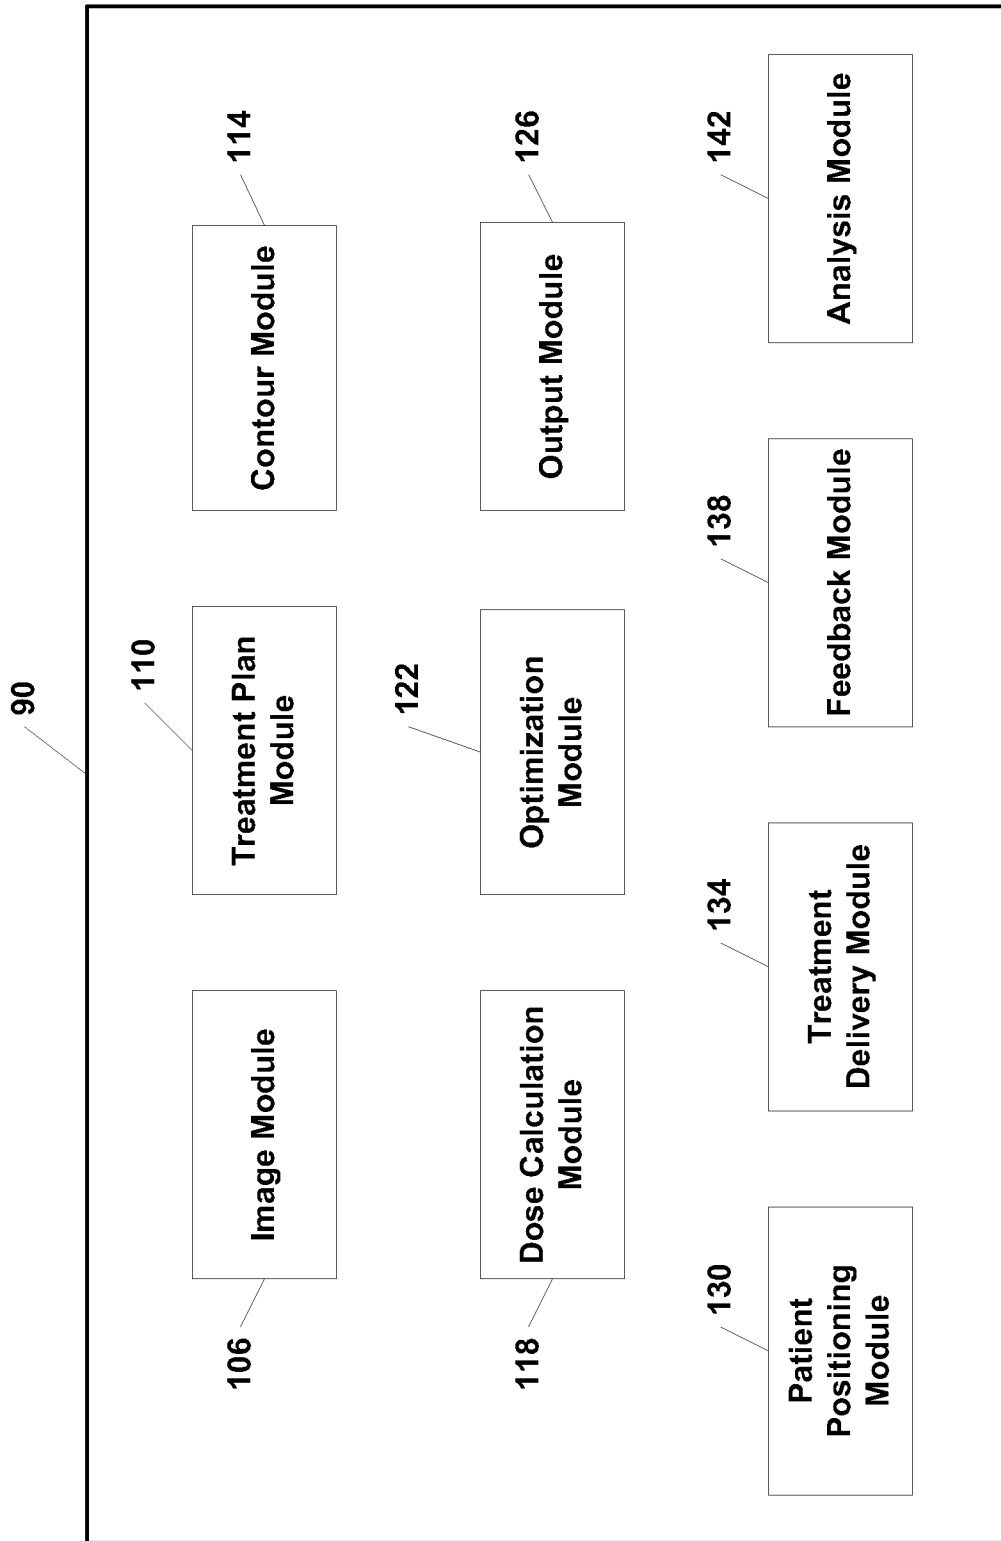 90
110
114
106
Image Module
Treatment Plan
Module
Contour Module
122
126
118
Dose Calculation
Module
Optimization
Module
Output Module
130
134
138
142
Patient
Positioning
Module
Treatment
Delivery Module
Feedback Module
Analysis Module